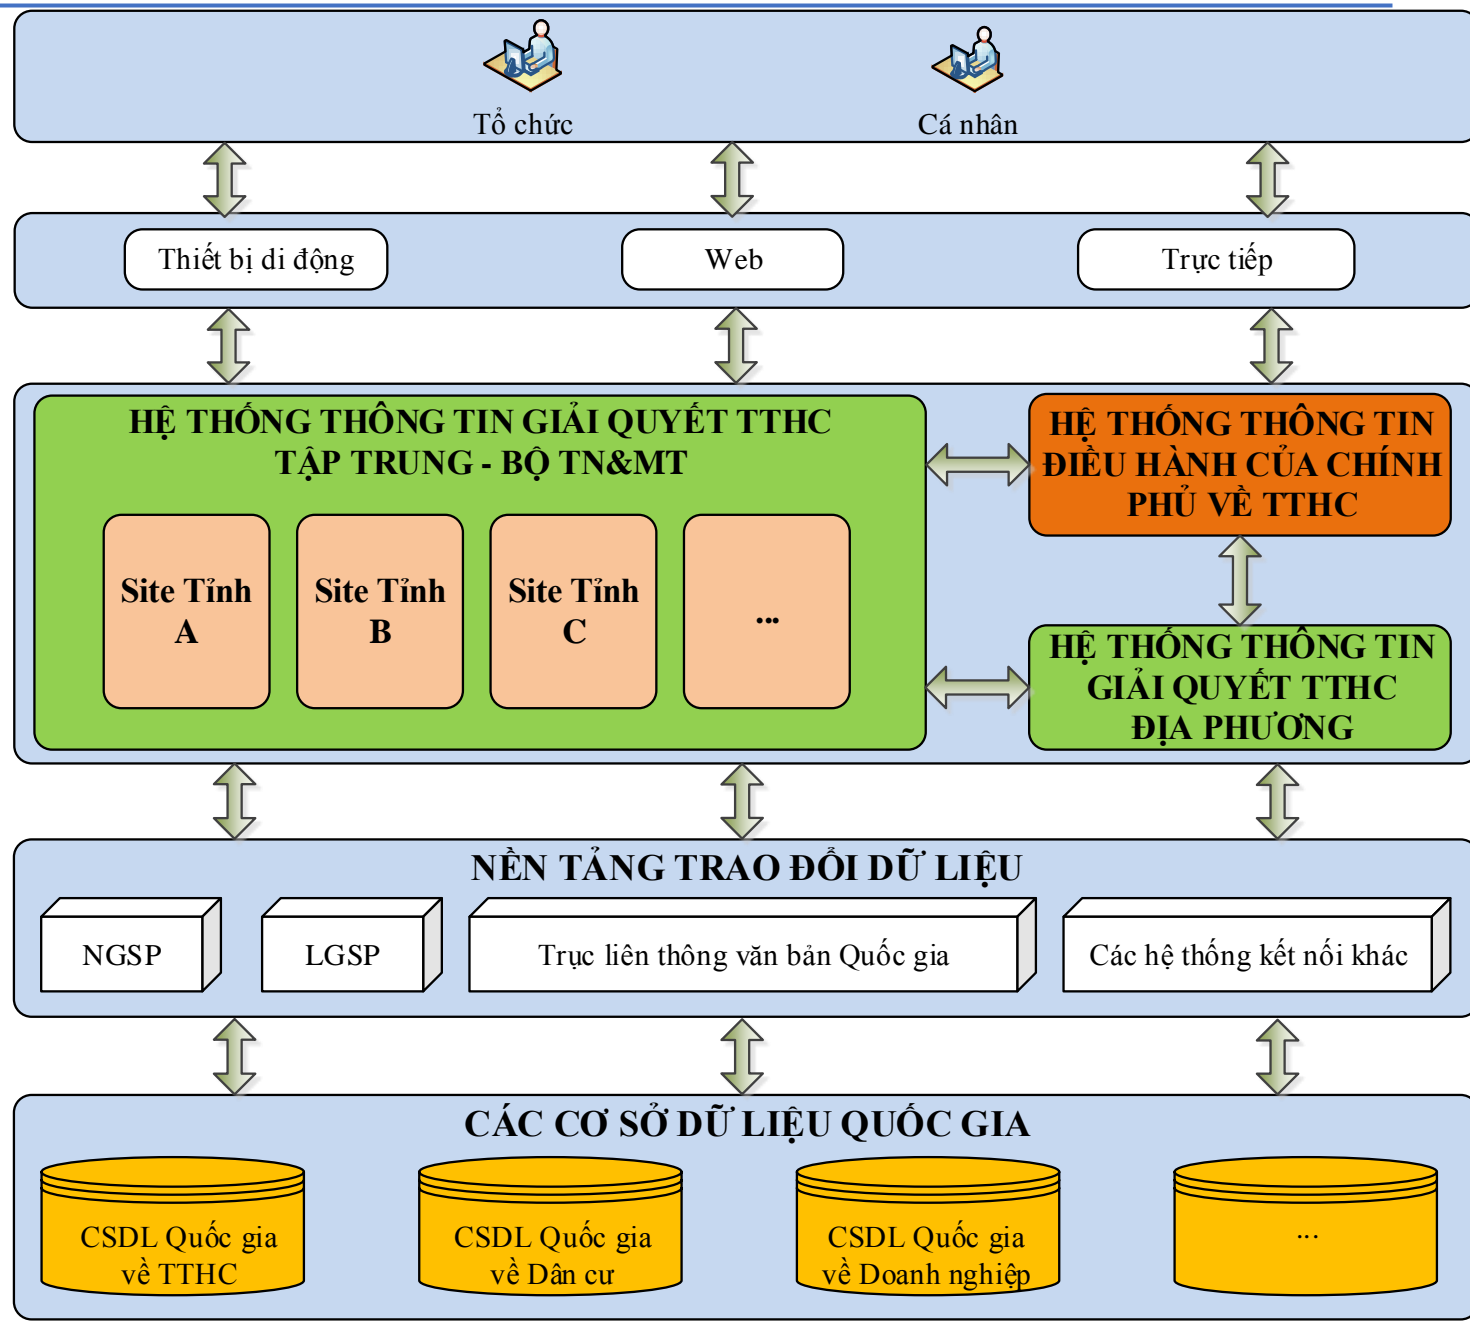 Tổ chức
Cá nhân
Thiết bị di động
Web
Trực tiếp
HỆ THỐNG THÔNG TIN GIẢI QUYẾT TTHC
TẬP TRUNG - BỘ TN&MT
Site Tỉnh
A
Site Tỉnh
B
Site Tỉnh
C
...
HỆ THỐNG THÔNG TIN
ĐIỀU HÀNH CỦA CHÍNH
PHỦ VỀ TTHC
HỆ THỐNG THÔNG TIN
GIẢI QUYẾT TTHC
ĐỊA PHƯƠNG
NỀN TẢNG TRAO ĐỔI DỮ LIỆU
NGSP
LGSP
Trục liên thông văn bản Quốc gia
Các hệ thống kết nối khác
CÁC CƠ SỞ DỮ LIỆU QUỐC GIA
CSDL Quốc gia
về TTHC
CSDL Quốc gia
về Dân cư
CSDL Quốc gia
về Doanh nghiệp
...